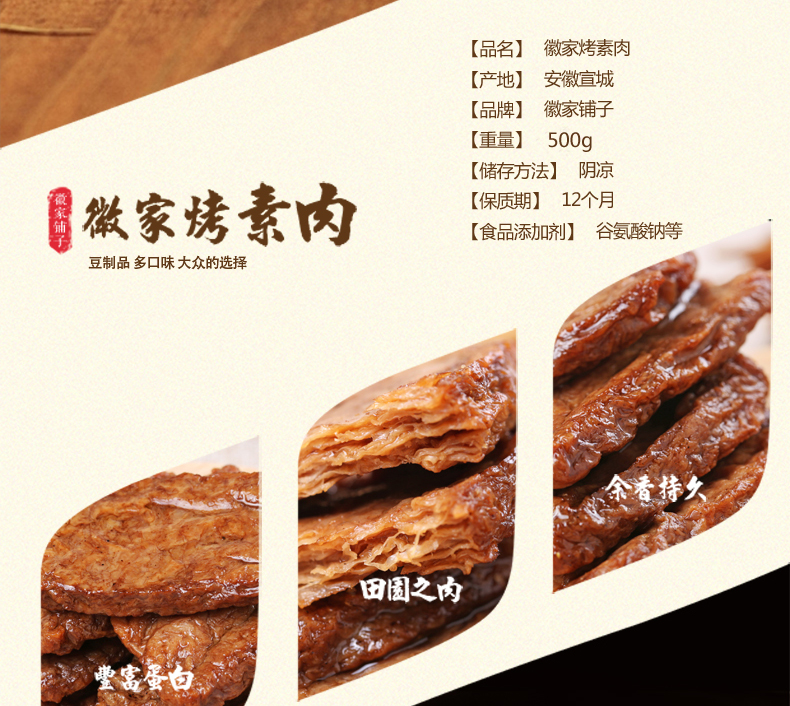 【品名】 徽家烤素肉
【产地】 安徽宣城
【品牌】 徽家铺子
【重量】 500g
【储存方法】 阴凉
【保质期】 12个月
【食品添加剂】 谷氨酸钠等
徽家铺子
徽家烤素肉
豆制品 多口味 大众的选择
余香持久
田园之肉
豐富蛋白